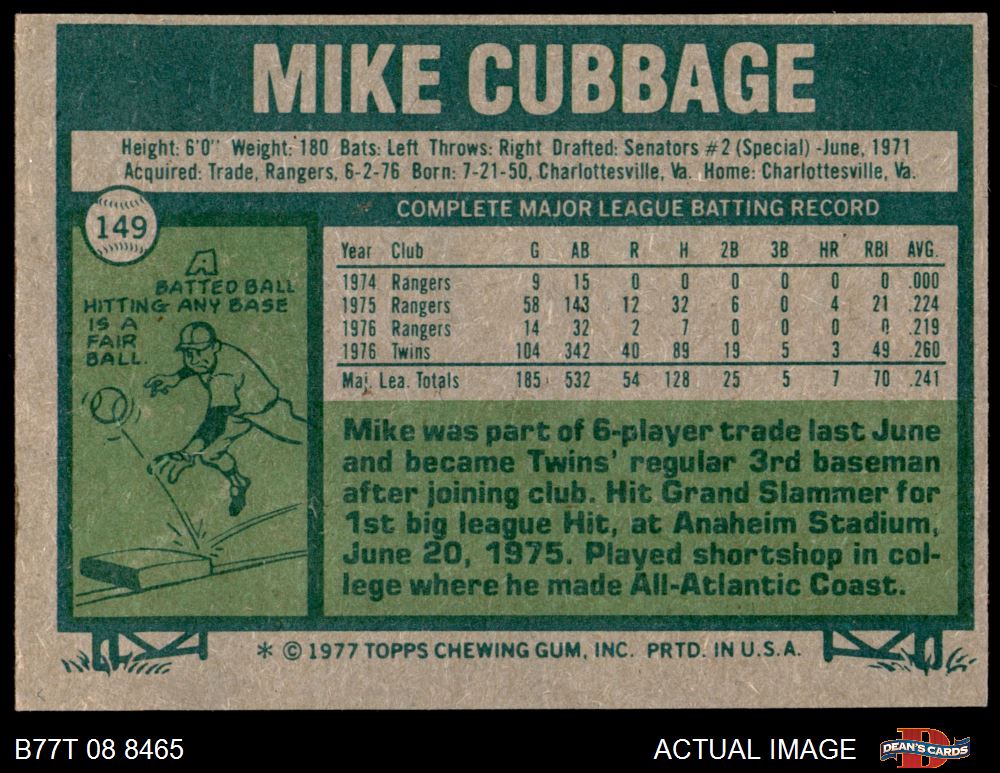 MIKE CUBBAGE
Height: 6'0" Weight: 180 Bats: Left Throws: Right Drafted: Senators #2 (Special) -June, 1971
Acquired: Trade, Rangers, 6-2-76 Born: 7-21-50, Charlottesville, Va. Home: Charlottesville, Va.
149
A
BATTED BALL
HITTING ANY BASE
IS A
FAIR
BALL.
COMPLETE MAJOR LEAGUE BATTING RECORD
Year Club G AB R H 2B 3B HR RBI AVG.
1974 Rangers 9 15 0 0 0 0 0 0 .000
1975 Rangers 58 143 12 32 6 0 4 21 .224
1976 Rangers 14 32 2 7 0 0 0 0 .219
1976 Twins 104 342 40 89 19 5 3 49 .260
Maj. Lea. Totals 185 532 54 128 25 5 7 70 .241
Mike was part of 6-player trade last June
and became Twins' regular 3rd baseman
after joining club. Hit Grand Slammer for
1st big league Hit, at Anaheim Stadium,
June 20, 1975. Played shortshop in col-
lege where he made All-Atlantic Coast.
* © 1977 TOPPS CHEWING GUM, INC. PRTD. IN U.S.A.
B77T 08 8465
ACTUAL IMAGE
DEAN'S CARDS